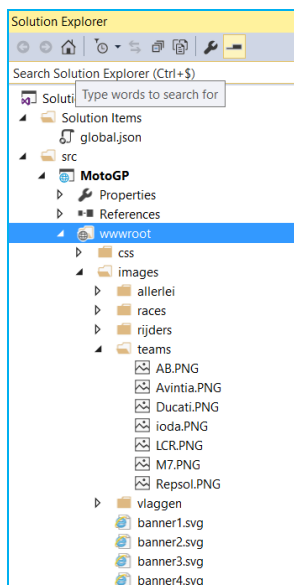 Solution Explorer
Search Solution Explorer (Ctrl+$)
Type words to search for
Solution Items
global.json
src
MotoGP
Properties
References
wwwroot
css
images
allerlei
races
rijders
teams
AB.PNG
Avintia.PNG
Ducati.PNG
ioda.PNG
LCR.PNG
M7.PNG
Repsol.PNG
vlaggen
banner1.svg
banner2.svg
banner3.svg
banner4.svg